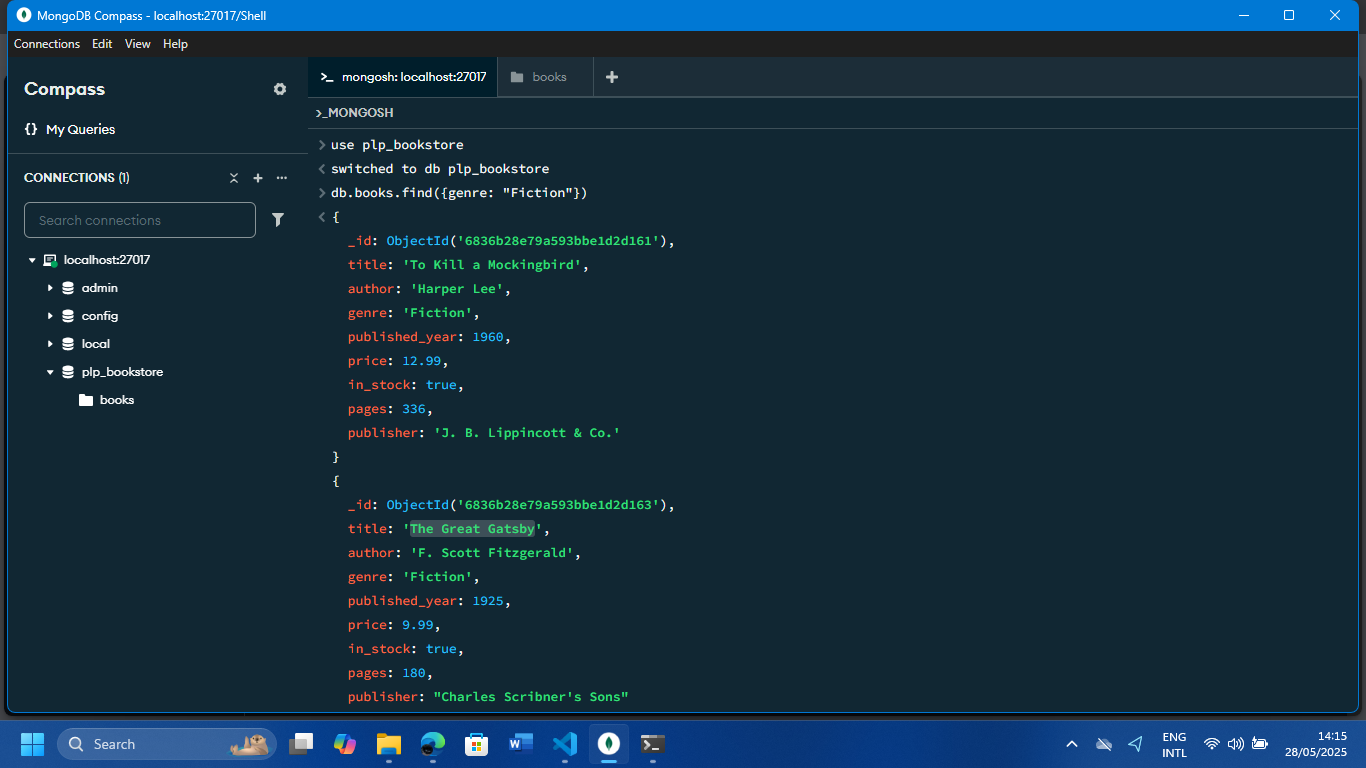 MongoDB Compass - localhost:27017/Shell
Connections Edit View Help
Compass
{} My Queries
CONNECTIONS (1)
Search connections
localhost:27017
admin
config
local
plp_bookstore
books
>_ mongosh: localhost:27017
books
>_MONGOSH
use plp_bookstore
switched to db plp_bookstore
db.books.find({genre: "Fiction"})
{
_id: ObjectId('6836b28e79a593bbe1d2d161'),
title: 'To Kill a Mockingbird',
author: 'Harper Lee',
genre: 'Fiction',
published_year: 1960,
price: 12.99,
in_stock: true,
pages: 336,
publisher: 'J. B. Lippincott & Co.'
}
{
_id: ObjectId('6836b28e79a593bbe1d2d163'),
title: 'The Great Gatsby',
author: 'F. Scott Fitzgerald',
genre: 'Fiction',
published_year: 1925,
price: 9.99,
in_stock: true,
pages: 180,
publisher: "Charles Scribner's Sons"
Search
ENG
INTL
14:15
28/05/2025